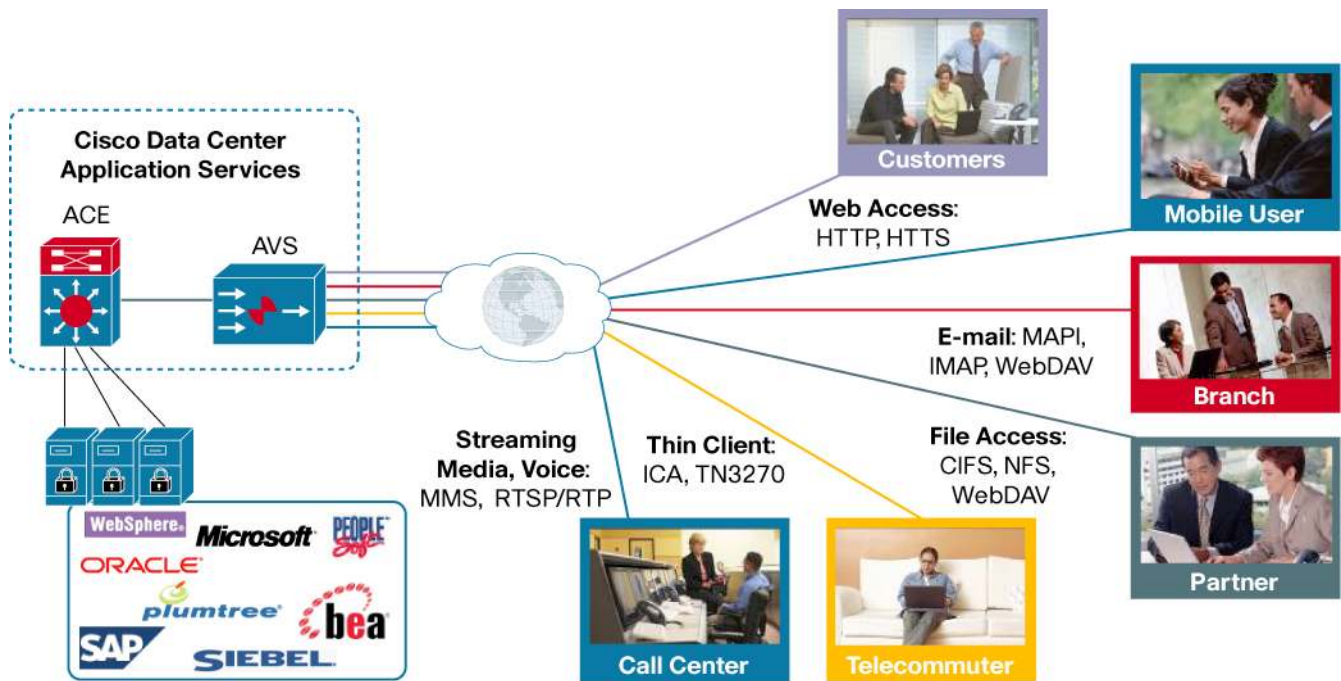 Cisco Data Center
Application Services
ACE
AVS
WebSphere®
Microsoft®
PEOPLE
Soft™
ORACLE®
plumtree®
bea®
SAP
SIEBEL®
Customers
Web Access:
HTTP, HTTS
Mobile User
E-mail: MAPI,
IMAP, WebDAV
Branch
File Access:
CIFS, NFS,
WebDAV
Partner
Streaming
Media, Voice:
MMS, RTSP/RTP
Thin Client:
ICA, TN3270
Call Center
Telecommuter